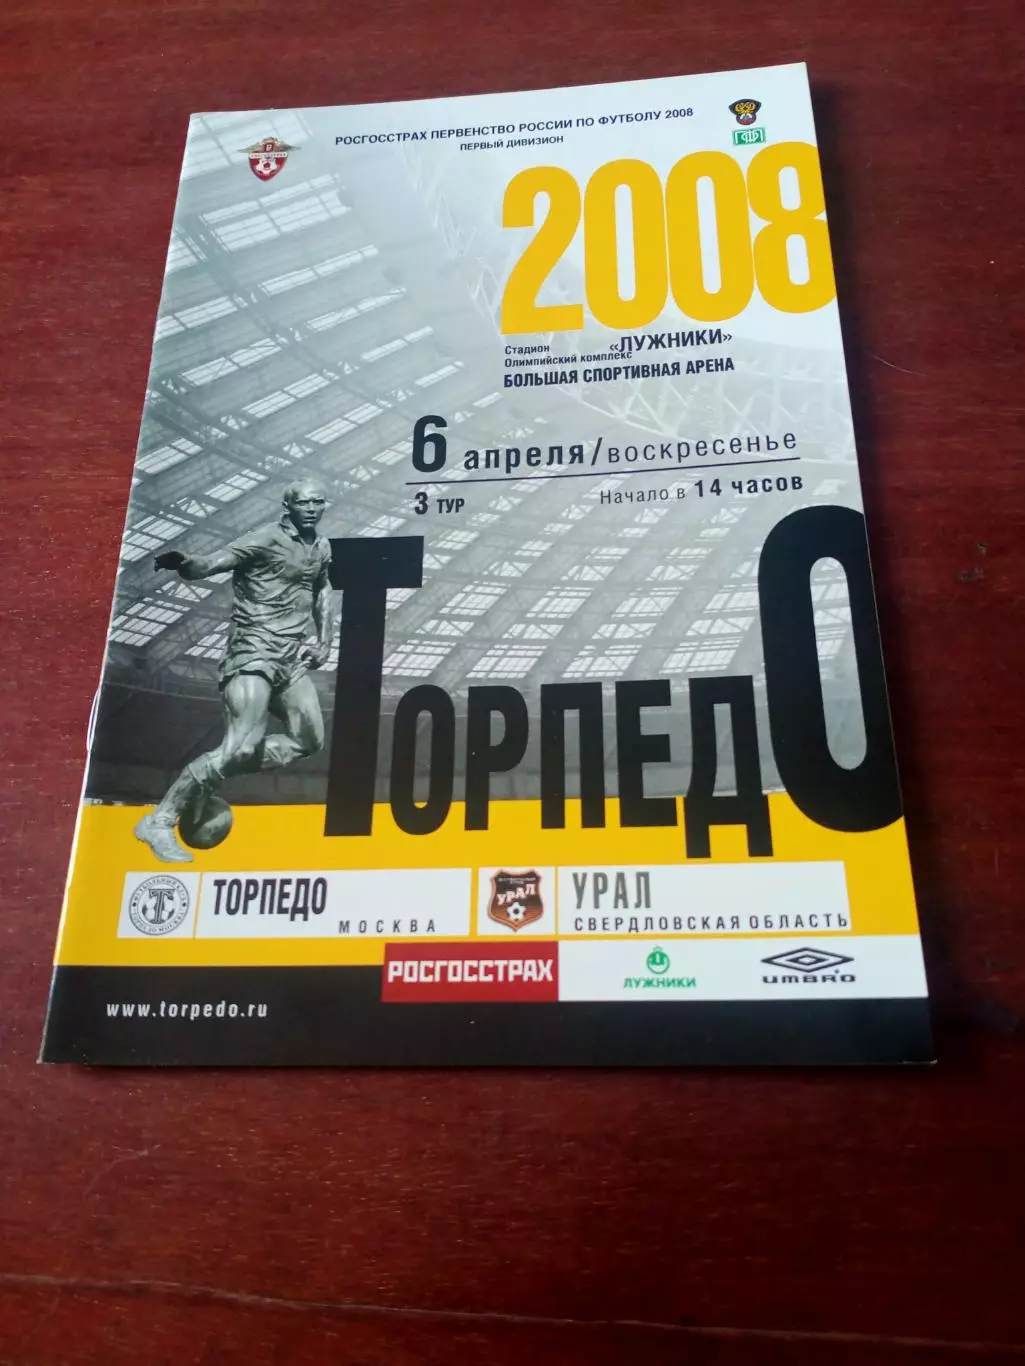 РОСГОССТРАХ ПЕРВЕНСТВО РОССИИ ПО ФУТБОЛУ 2008
ПЕРВЫЙ ДИВИЗИОН
2008
Стадион «ЛУЖНИКИ»
Олимпийский комплекс
БОЛЬШАЯ СПОРТИВНАЯ АРЕНА
6 апреля/воскресенье
3 ТУР Начало в 14 часов
ТОРПЕДО
ТОРПЕДО
МОСКВА
УРАЛ
УРАЛ
СВЕРДЛОВСКАЯ ОБЛАСТЬ
РОСГОССТРАХ
ЛУЖНИКИ
UMBRO
www.torpedo.ru